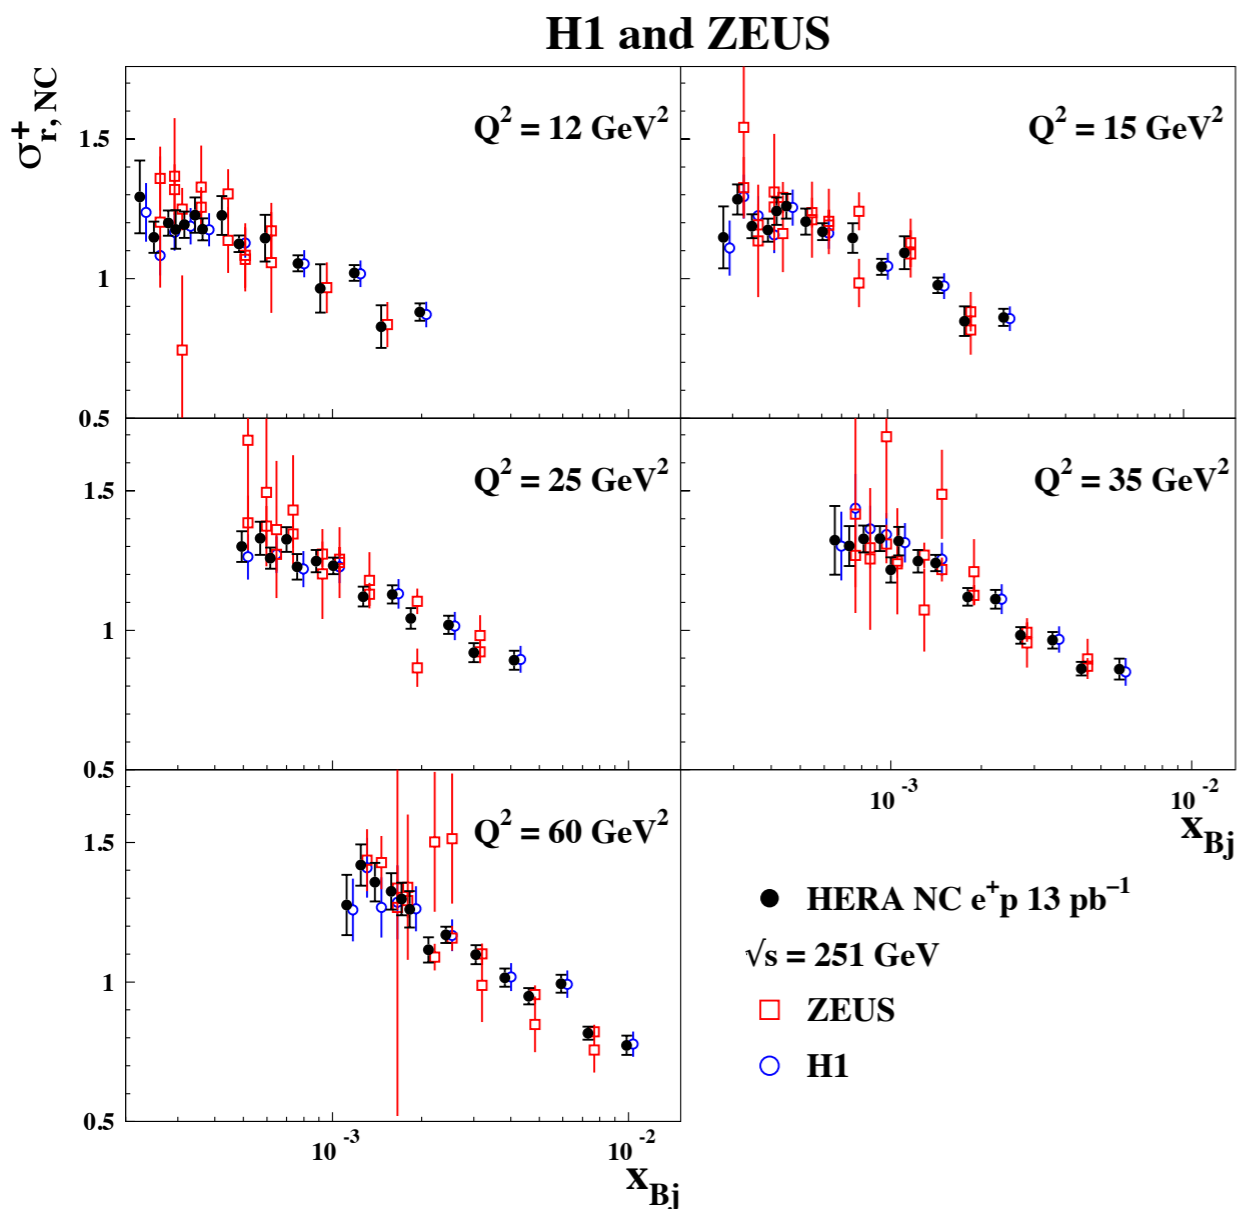 H1 and ZEUS
σ⁺r, NC
Q² = 12 GeV²
Q² = 15 GeV²
1.5
1
0.5
Q² = 25 GeV²
Q² = 35 GeV²
1.5
1
0.5
10⁻³ 10⁻²
xBj
Q² = 60 GeV²
1.5
1
0.5
10⁻³ 10⁻²
xBj
HERA NC e⁺p 13 pb⁻¹
√s = 251 GeV
ZEUS
H1